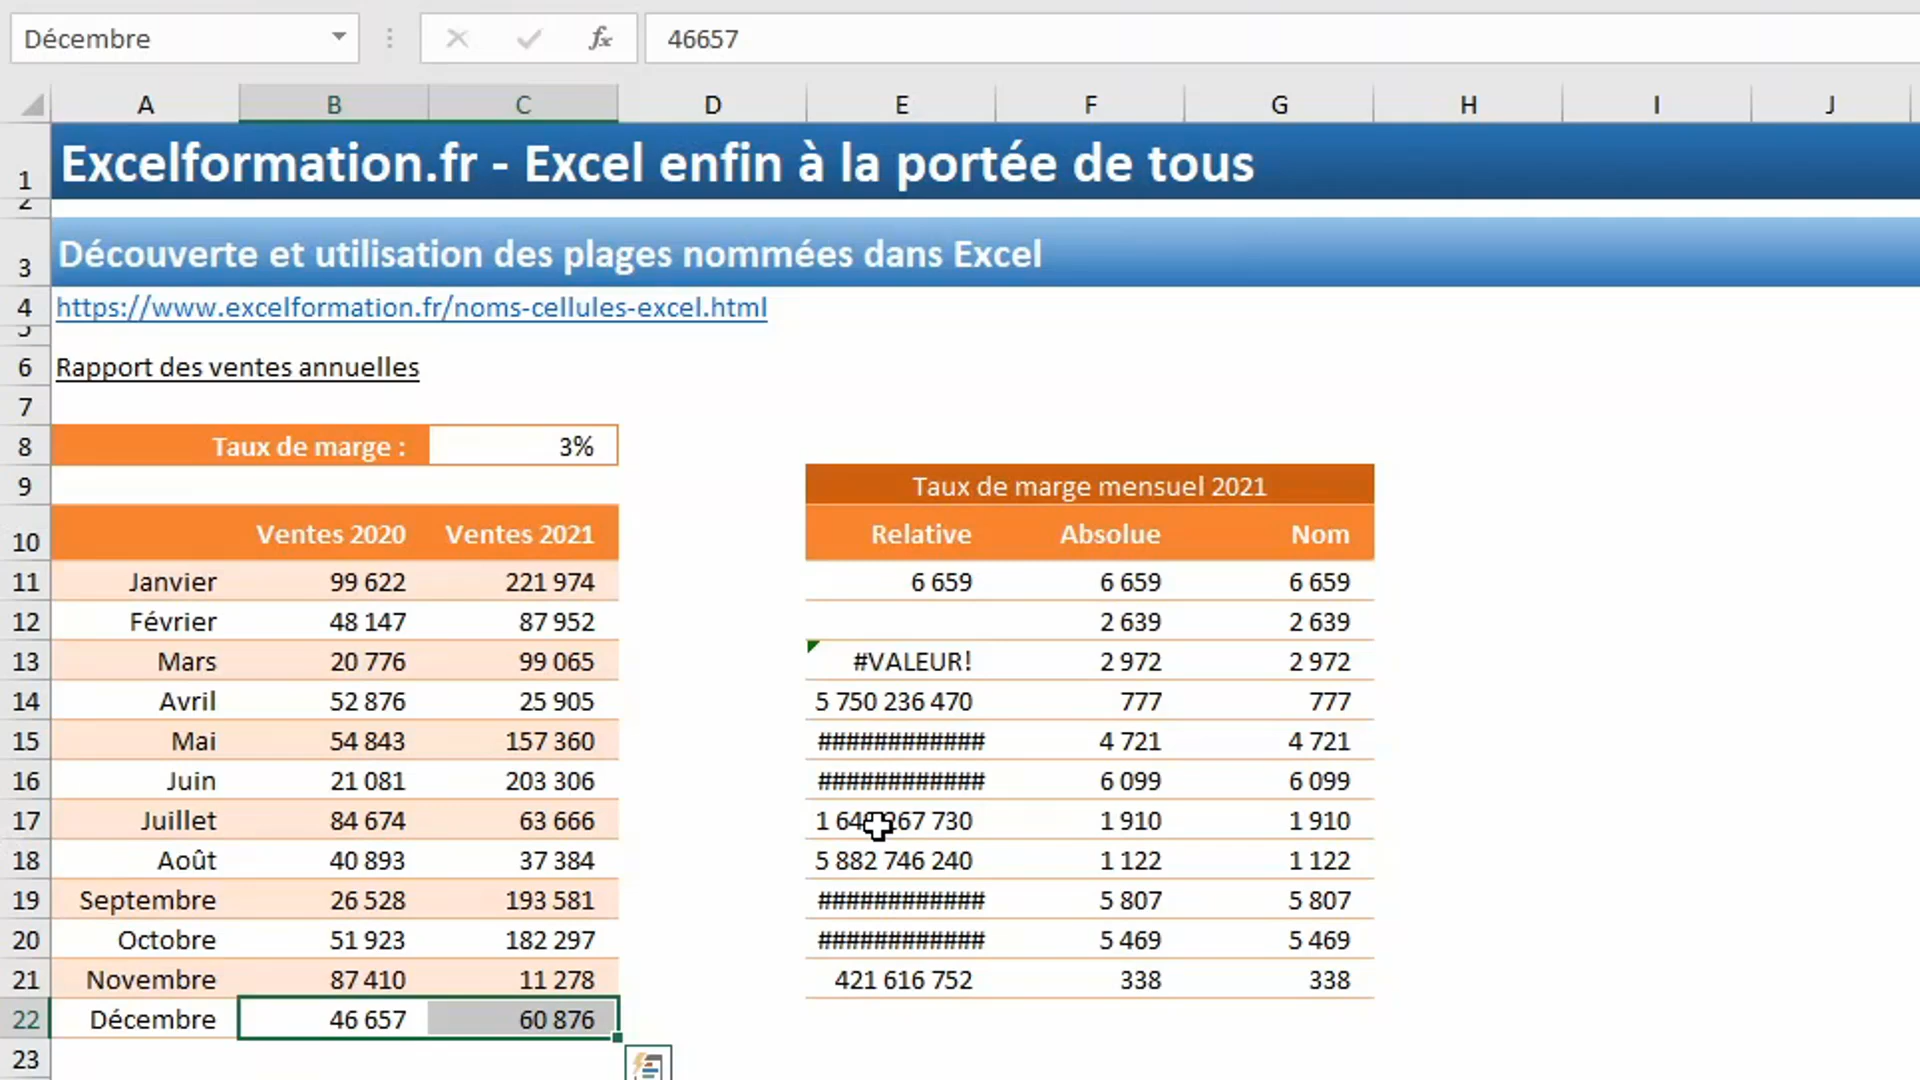 Décembre fx 46657
A B C D E F G H I J
1 Excelformation.fr - Excel enfin à la portée de tous
2
3 Découverte et utilisation des plages nommées dans Excel
4 https://www.excelformation.fr/noms-cellules-excel.html
5
6 Rapport des ventes annuelles
7
8 Taux de marge : 3%
9 Taux de marge mensuel 2021
10 Ventes 2020 Ventes 2021 Relative Absolue Nom
11 Janvier 99 622 221 974 6 659 6 659 6 659
12 Février 48 147 87 952 2 639 2 639
13 Mars 20 776 99 065 #VALEUR! 2 972 2 972
14 Avril 52 876 25 905 5 750 236 470 777 777
15 Mai 54 843 157 360 ############ 4 721 4 721
16 Juin 21 081 203 306 ############ 6 099 6 099
17 Juillet 84 674 63 666 1 910 1 910
18 Août 40 893 37 384 5 882 746 240 1 122 1 122
19 Septembre 26 528 193 581 ############ 5 807 5 807
20 Octobre 51 923 182 297 ############ 5 469 5 469
21 Novembre 87 410 11 278 421 616 752 338 338
22 Décembre 46 657 60 876
23